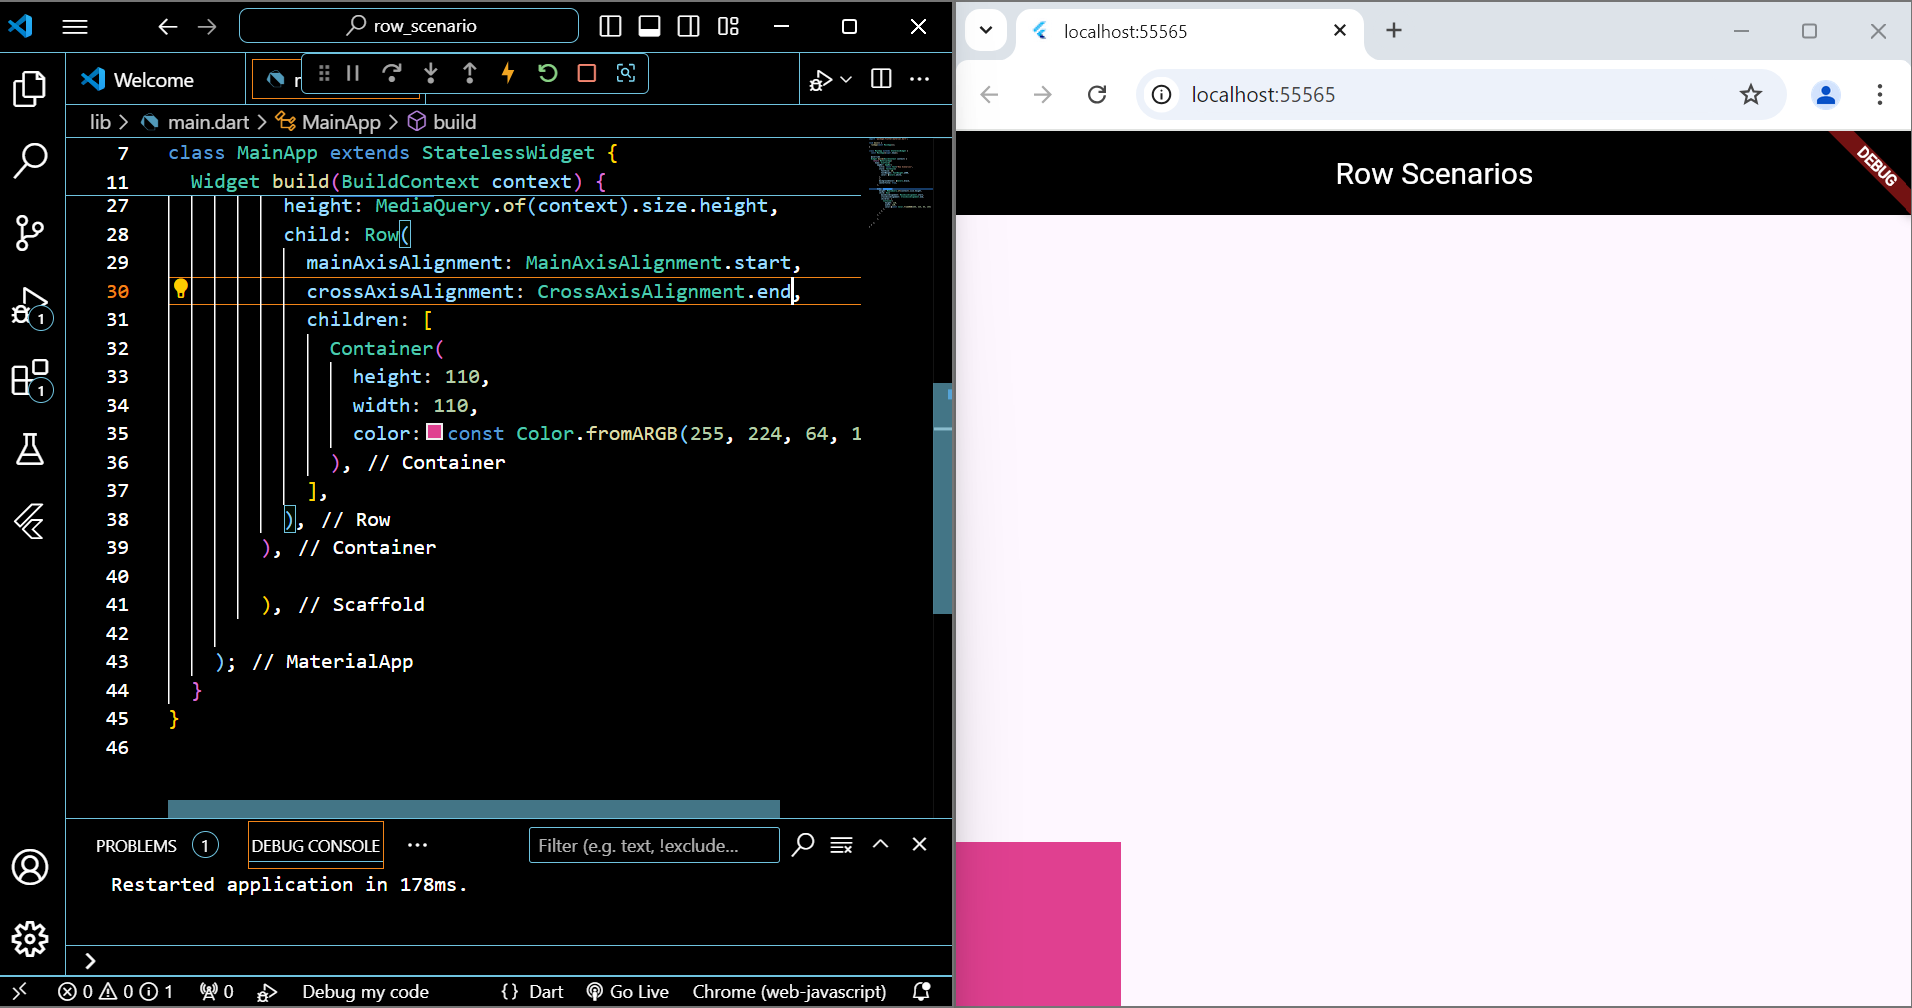 row_scenario
Welcome
lib > main.dart > MainApp > build
7 class MainApp extends StatelessWidget {
11 Widget build(BuildContext context) {
27 height: MediaQuery.of(context).size.height,
28 child: Row(
29 mainAxisAlignment: MainAxisAlignment.start,
30 crossAxisAlignment: CrossAxisAlignment.end,
31 children: [
32 Container(
33 height: 110,
34 width: 110,
35 color: const Color.fromARGB(255, 224, 64, 1
36 ), // Container
37 ],
38 ), // Row
39 ), // Container
40
41 ), // Scaffold
42
43 ); // MaterialApp
44 }
45 }
46
1
1
PROBLEMS 1 DEBUG CONSOLE ... Filter (e.g. text, !exclude...
Restarted application in 178ms.
>
0 0 1 0 Debug my code {} Dart Go Live Chrome (web-javascript)
localhost:55565
localhost:55565
Row Scenarios
DEBUG